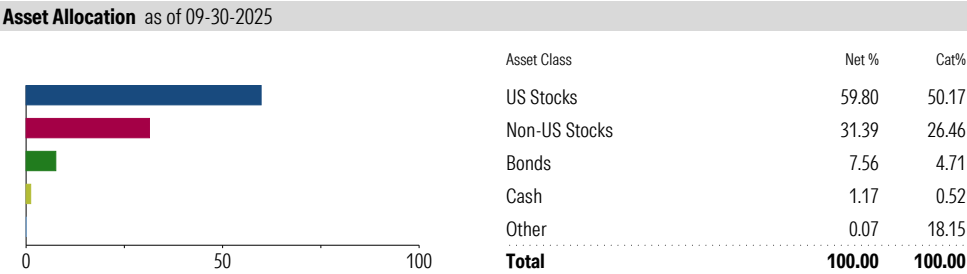 Asset Allocation as of 09-30-2025
Asset Class Net % Cat%
US Stocks 59.80 50.17
Non-US Stocks 31.39 26.46
Bonds 7.56 4.71
Cash 1.17 0.52
Other 0.07 18.15
Total 100.00 100.00
0 50 100